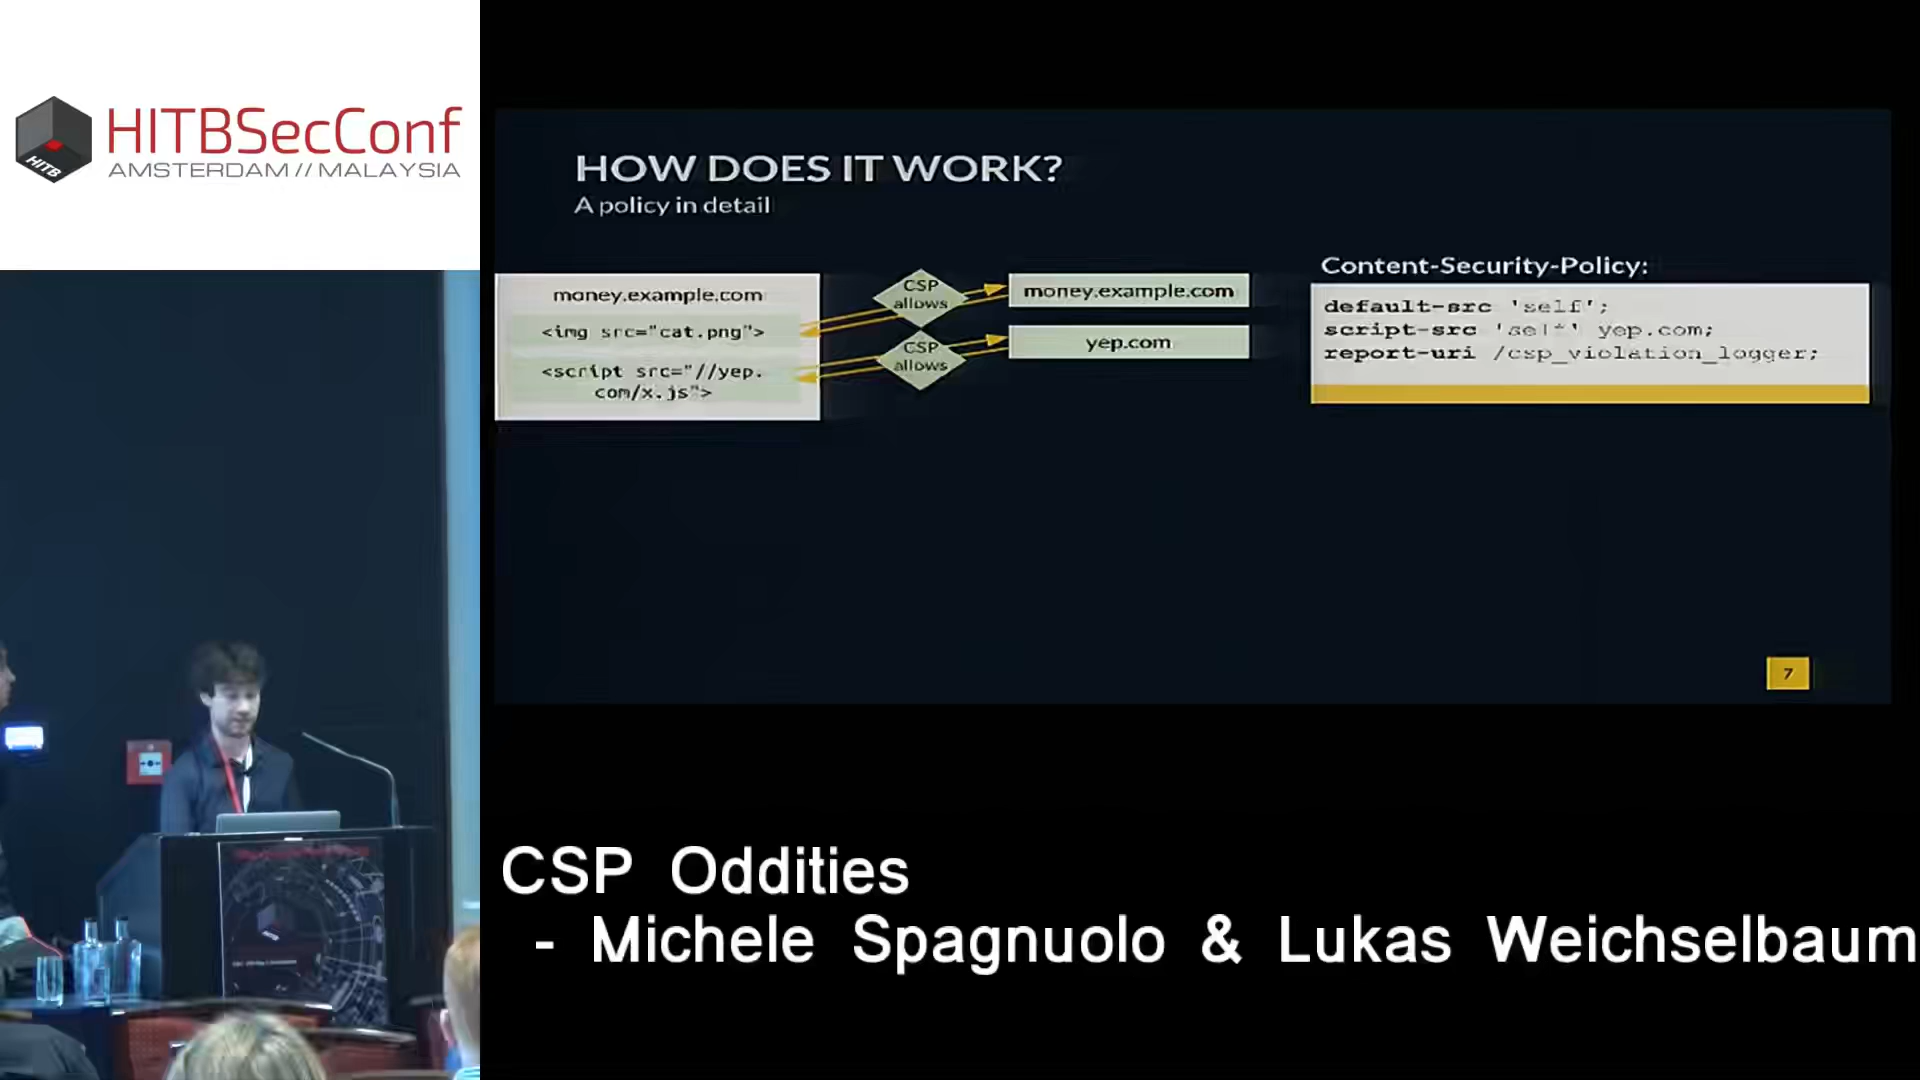 HITBSecConf
AMSTERDAM // MALAYSIA
HITB
HOW DOES IT WORK?
A policy in detail
money.example.com
<img src="cat.png">
<script src="//yep.
com/x.js">
CSP
allows
CSP
allows
money.example.com
yep.com
Content-Security-Policy:
default-src 'self';
script-src 'self' yep.com;
report-uri /csp_violation_logger;
7
CSP Oddities
- Michele Spagnuolo & Lukas Weichselbaum